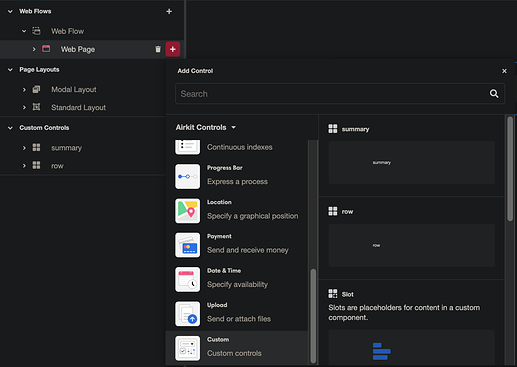 Web Flows
Web Flow
Web Page
Page Layouts
Modal Layout
Standard Layout
Custom Controls
summary
row
Add Control
Search
Airkit Controls
Continuous indexes
Progress Bar
Express a process
Location
Specify a graphical position
Payment
Send and receive money
Date & Time
Specify availability
Upload
Send or attach files
Custom
Custom controls
summary
summary
row
row
Slot
Slots are placeholders for content in a custom
component.